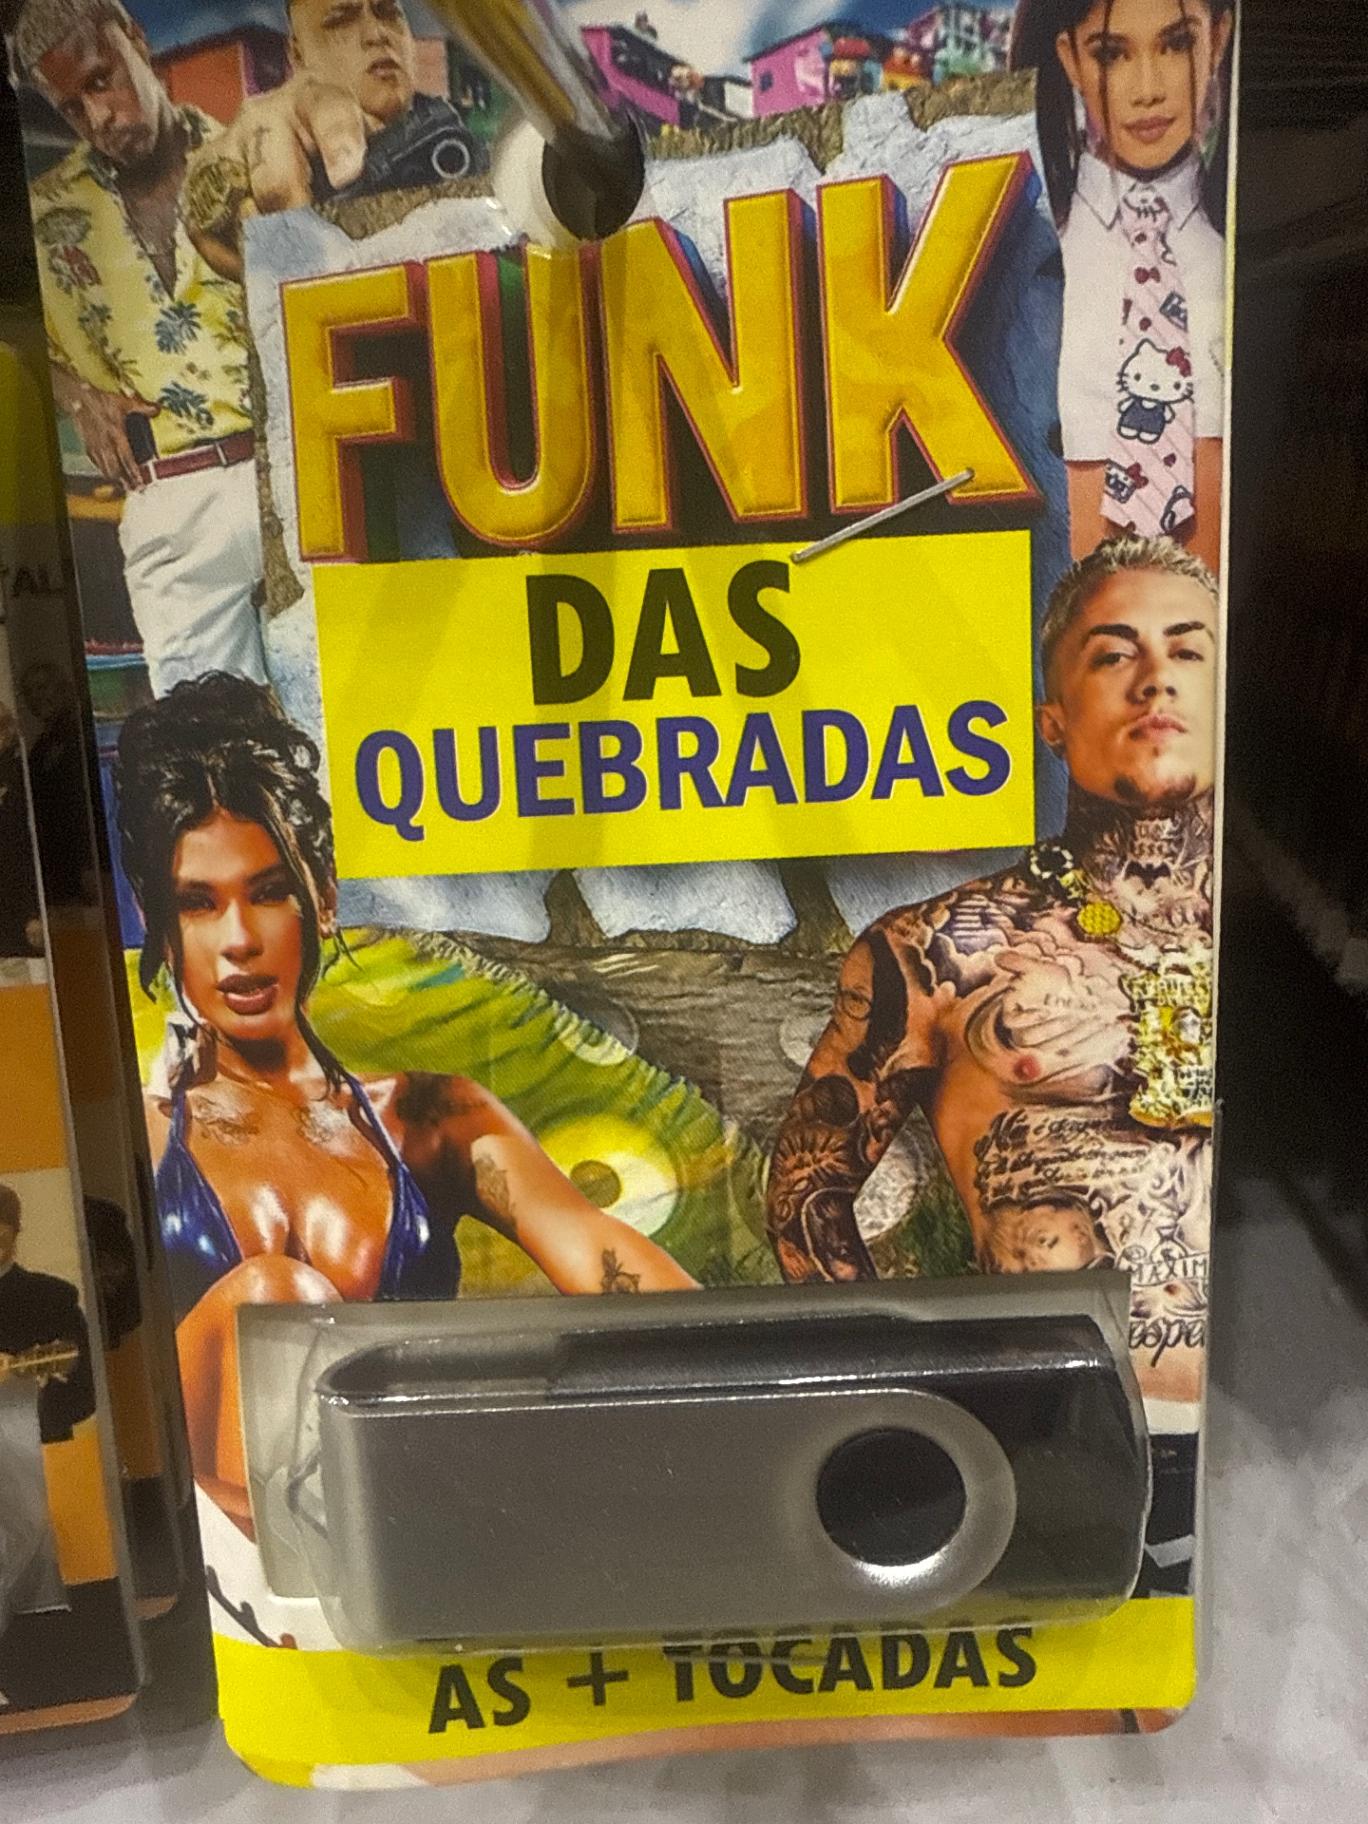 FUNK
DAS
QUEBRADAS
AS + TOCADAS